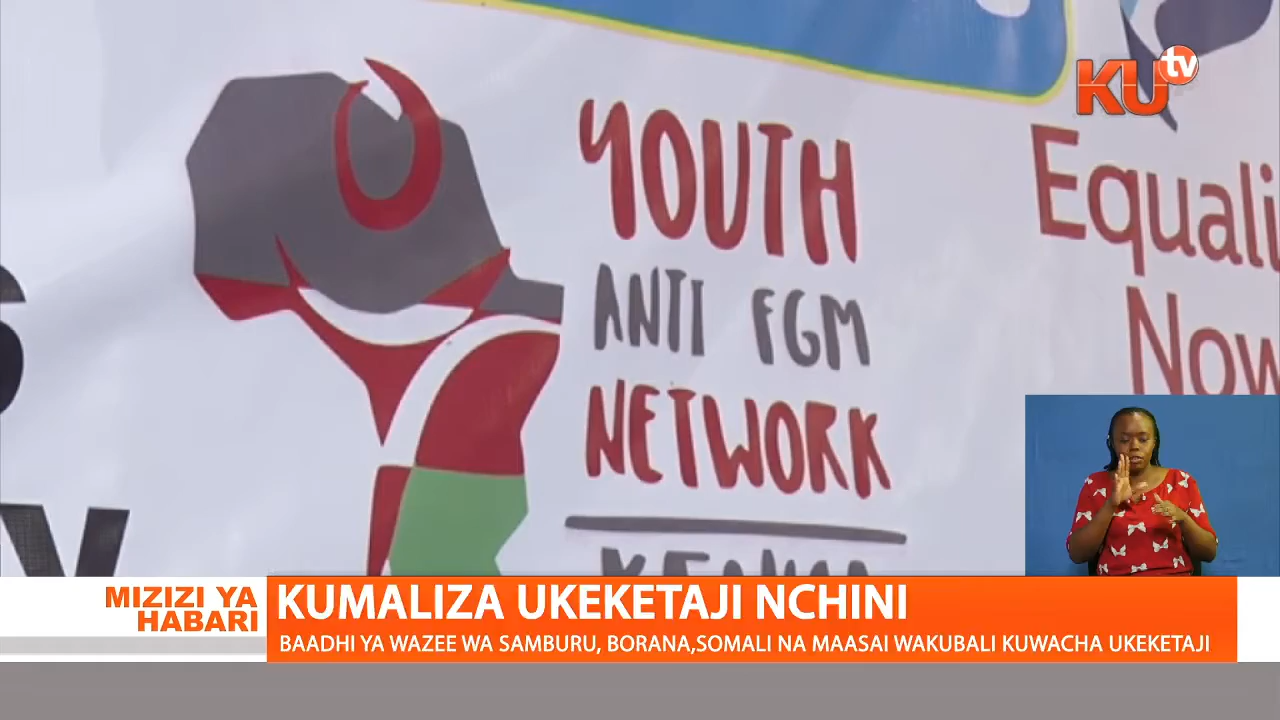 KU tv
YOUTH
ANTI FGM
NETWORK
KENYA
Equali
Now
MIZIZI YA
HABARI
KUMALIZA UKEKETAJI NCHINI
BAADHI YA WAZEE WA SAMBURU, BORANA,SOMALI NA MAASAI WAKUBALI KUWACHA UKEKETAJI